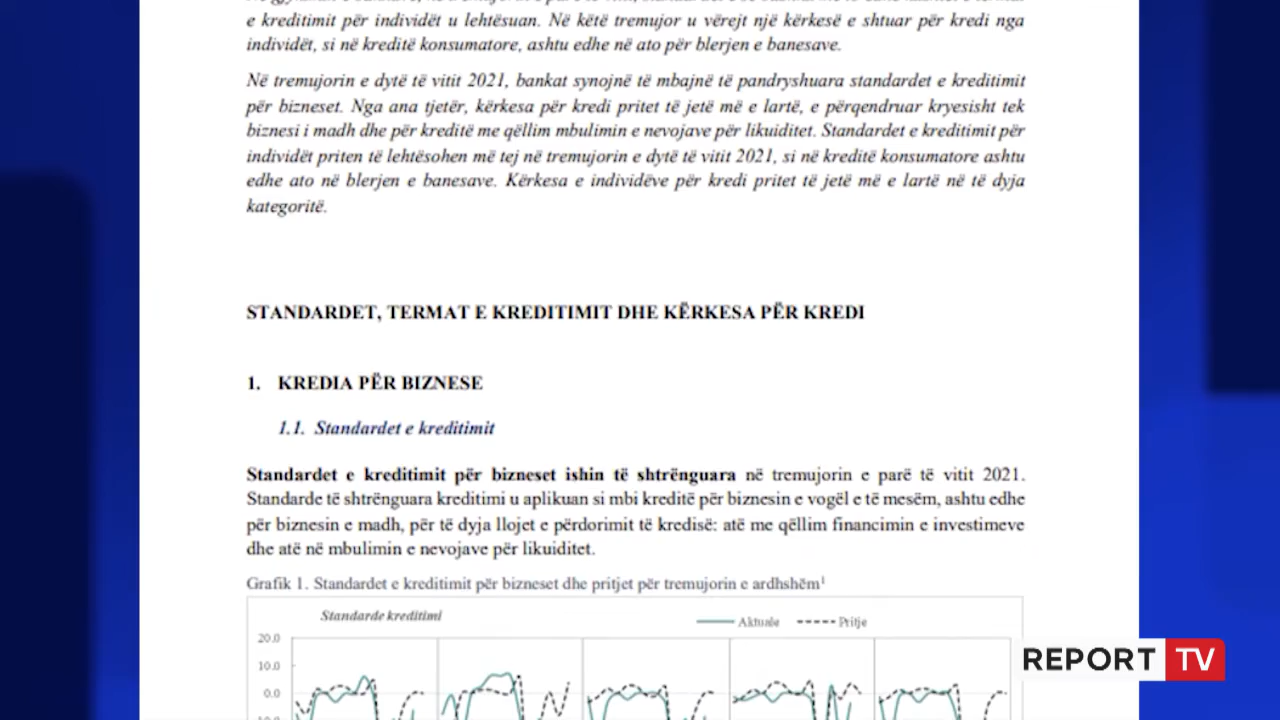 e kreditimit për individët u lehtësuan. Në këtë tremujor u vërejt një kërkesë e shtuar për kredi nga
individët, si në kreditë konsumatore, ashtu edhe në ato për blerjen e banesave.
Në tremujorin e dytë të vitit 2021, bankat synojnë të mbajnë të pandryshuara standardet e kreditimit
për bizneset. Nga ana tjetër, kërkesa për kredi pritet të jetë më e lartë, e përqendruar kryesisht tek
biznesi i madh dhe për kreditë me qëllim mbulimin e nevojave për likuiditet. Standardet e kreditimit për
individët priten të lehtësohen më tej në tremujorin e dytë të vitit 2021, si në kreditë konsumatore ashtu
edhe ato në blerjen e banesave. Kërkesa e individëve për kredi pritet të jetë më e lartë në të dyja
kategoritë.
STANDARDET, TERMAT E KREDITIMIT DHE KËRKESA PËR KREDI
1. KREDIA PËR BIZNESE
1.1. Standardet e kreditimit
Standardet e kreditimit për bizneset ishin të shtrënguara në tremujorin e parë të vitit 2021.
Standarde të shtrënguara kreditimi u aplikuan si mbi kreditë për biznesin e vogël e të mesëm, ashtu edhe
për biznesin e madh, për të dyja llojet e përdorimit të kredisë: atë me qëllim financimin e investimeve
dhe atë në mbulimin e nevojave për likuiditet.
Grafik 1. Standardet e kreditimit për bizneset dhe pritjet për tremujorin e ardhshëm¹
Standarde kreditimi
Aktuale Pritje
20.0
10.0
0.0
REPORT TV